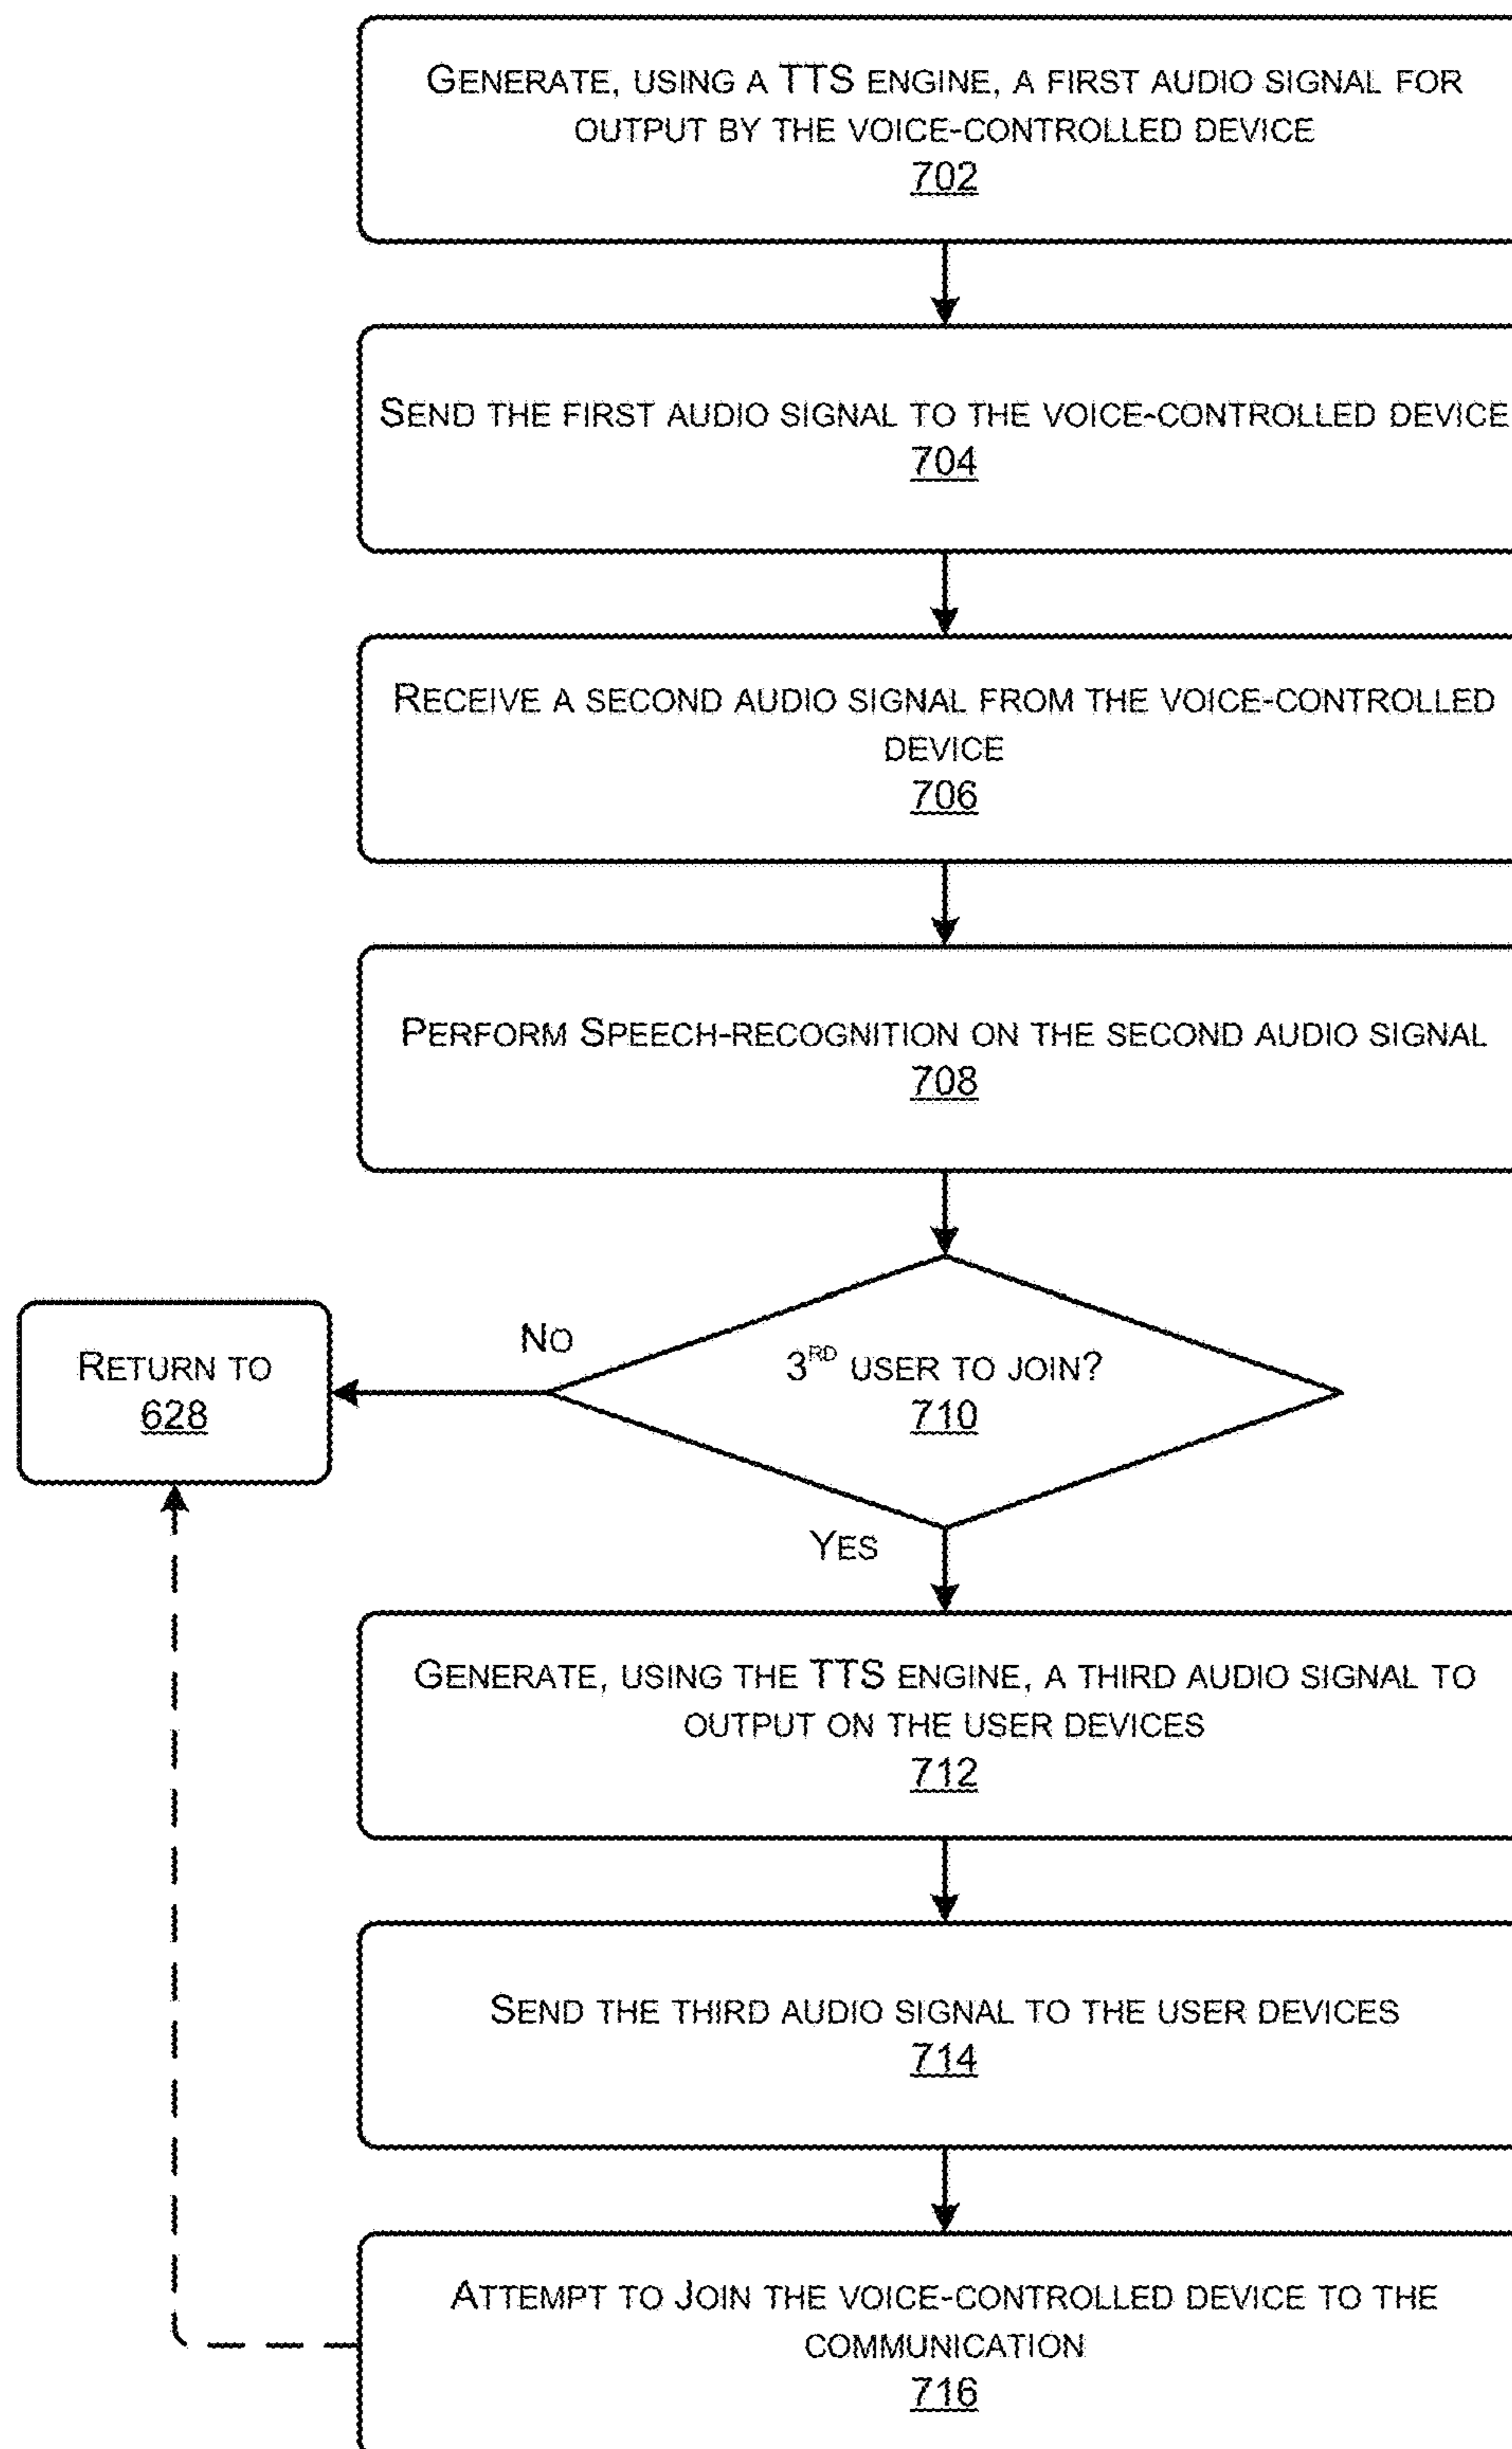 GENERATE, USING A TTS ENGINE, A FIRST AUDIO SIGNAL FOR
OUTPUT BY THE VOICE-CONTROLLED DEVICE
702
SEND THE FIRST AUDIO SIGNAL TO THE VOICE-CONTROLLED DEVICE
704
RECEIVE A SECOND AUDIO SIGNAL FROM THE VOICE-CONTROLLED
DEVICE
706
PERFORM SPEECH-RECOGNITION ON THE SECOND AUDIO SIGNAL
708
NO
RETURN TO
628
3RD USER TO JOIN?
710
YES
GENERATE, USING THE TTS ENGINE, A THIRD AUDIO SIGNAL TO
OUTPUT ON THE USER DEVICES
712
SEND THE THIRD AUDIO SIGNAL TO THE USER DEVICES
714
ATTEMPT TO JOIN THE VOICE-CONTROLLED DEVICE TO THE
COMMUNICATION
716